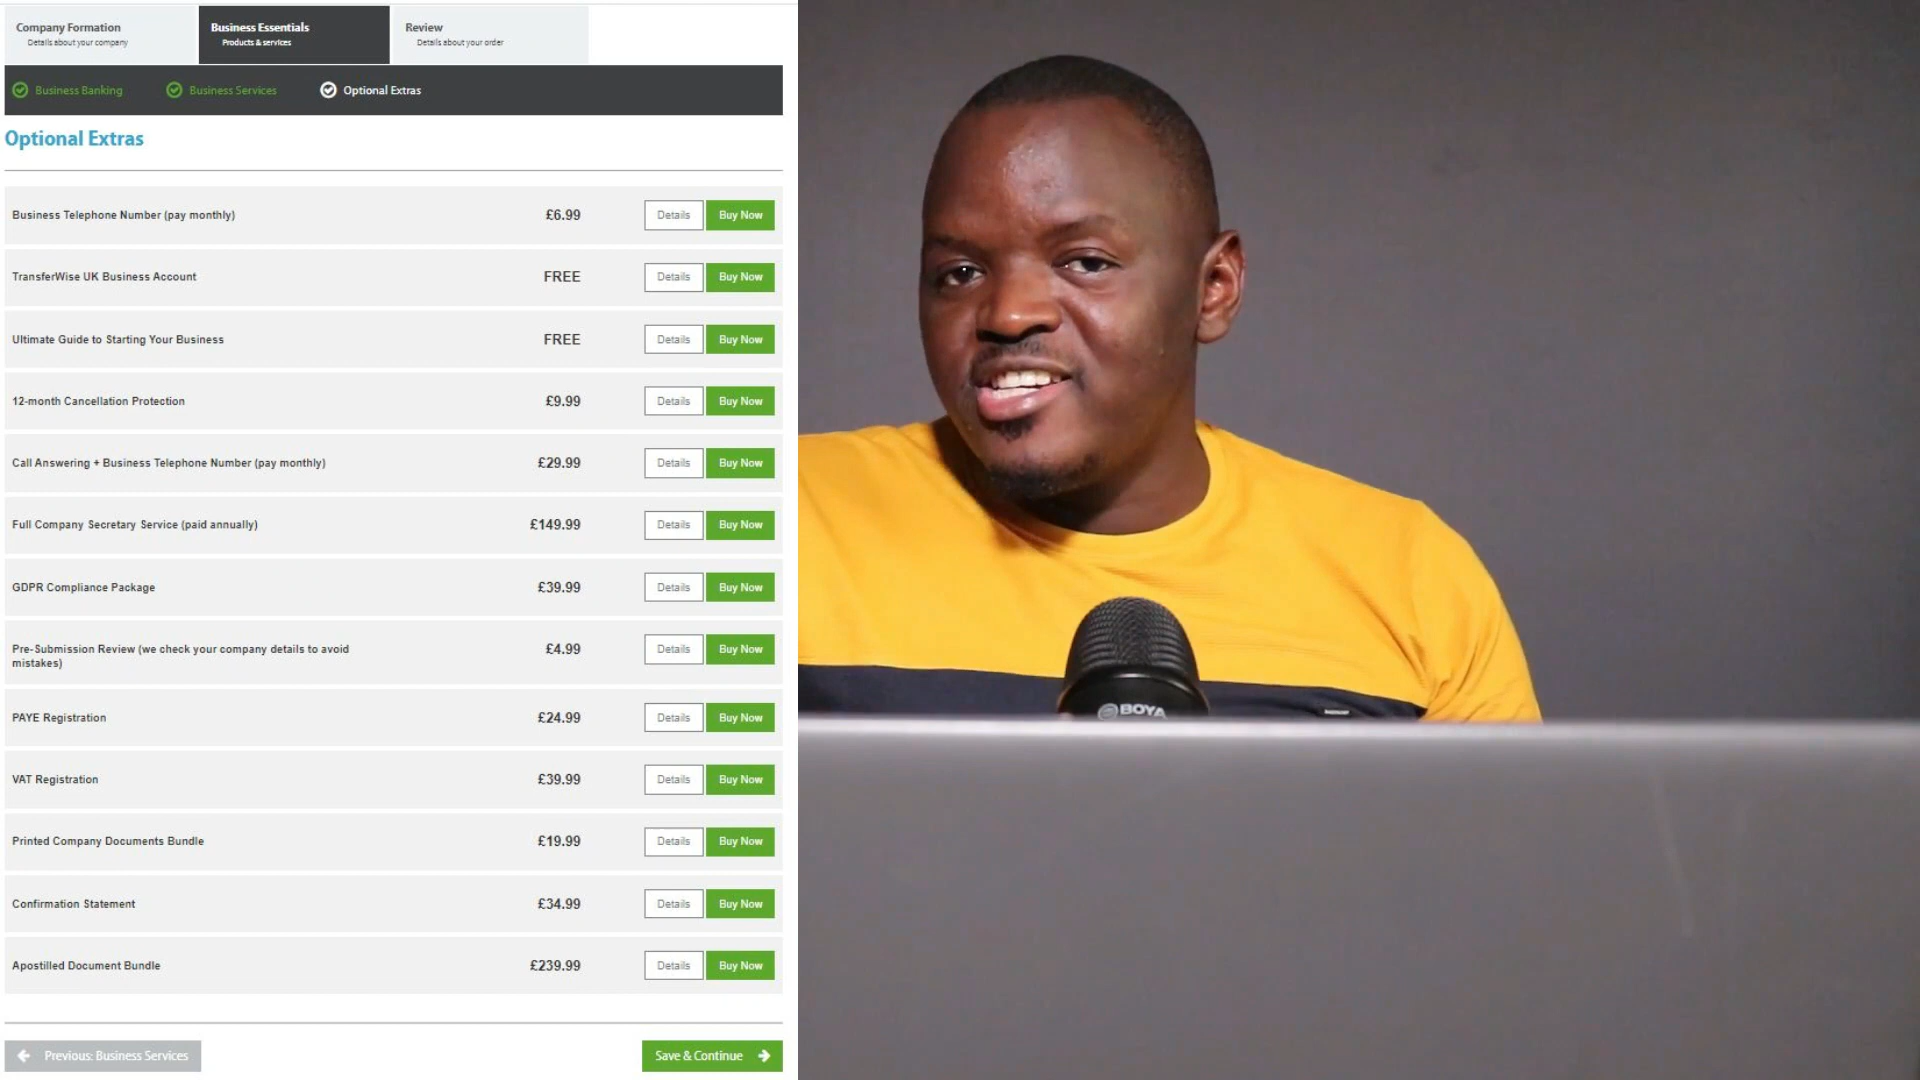 Company Formation
Details about your company
Business Essentials
Products & services
Review
Details about your order
Business Banking
Business Services
Optional Extras
Optional Extras
Business Telephone Number (pay monthly) £6.99 Details Buy Now
TransferWise UK Business Account FREE Details Buy Now
Ultimate Guide to Starting Your Business FREE Details Buy Now
12-month Cancellation Protection £9.99 Details Buy Now
Call Answering + Business Telephone Number (pay monthly) £29.99 Details Buy Now
Full Company Secretary Service (paid annually) £149.99 Details Buy Now
GDPR Compliance Package £39.99 Details Buy Now
Pre-Submission Review (we check your company details to avoid
mistakes) £4.99 Details Buy Now
PAYE Registration £24.99 Details Buy Now
VAT Registration £39.99 Details Buy Now
Printed Company Documents Bundle £19.99 Details Buy Now
Confirmation Statement £34.99 Details Buy Now
Apostilled Document Bundle £239.99 Details Buy Now
Previous: Business Services
Save & Continue
BOYA